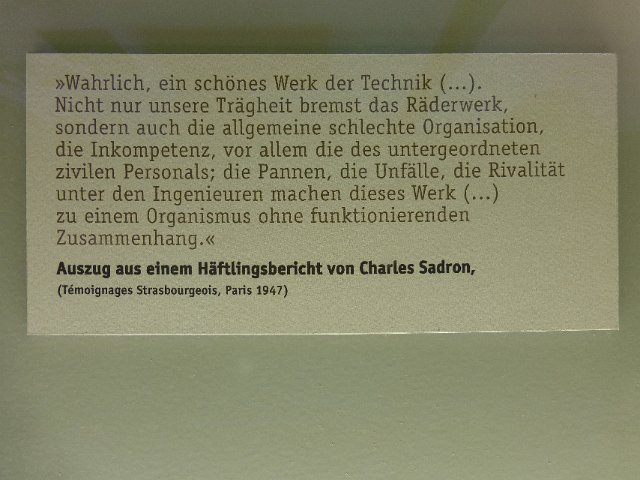 »Wahrlich, ein schönes Werk der Technik (...).
Nicht nur unsere Trägheit bremst das Räderwerk,
sondern auch die allgemeine schlechte Organisation,
die Inkompetenz, vor allem die des untergeordneten
zivilen Personals; die Pannen, die Unfälle, die Rivalität
unter den Ingenieuren machen dieses Werk (...)
zu einem Organismus ohne funktionierenden
Zusammenhang.«
Auszug aus einem Häftlingsbericht von Charles Sadron,
(Témoignages Strasbourgeois, Paris 1947)